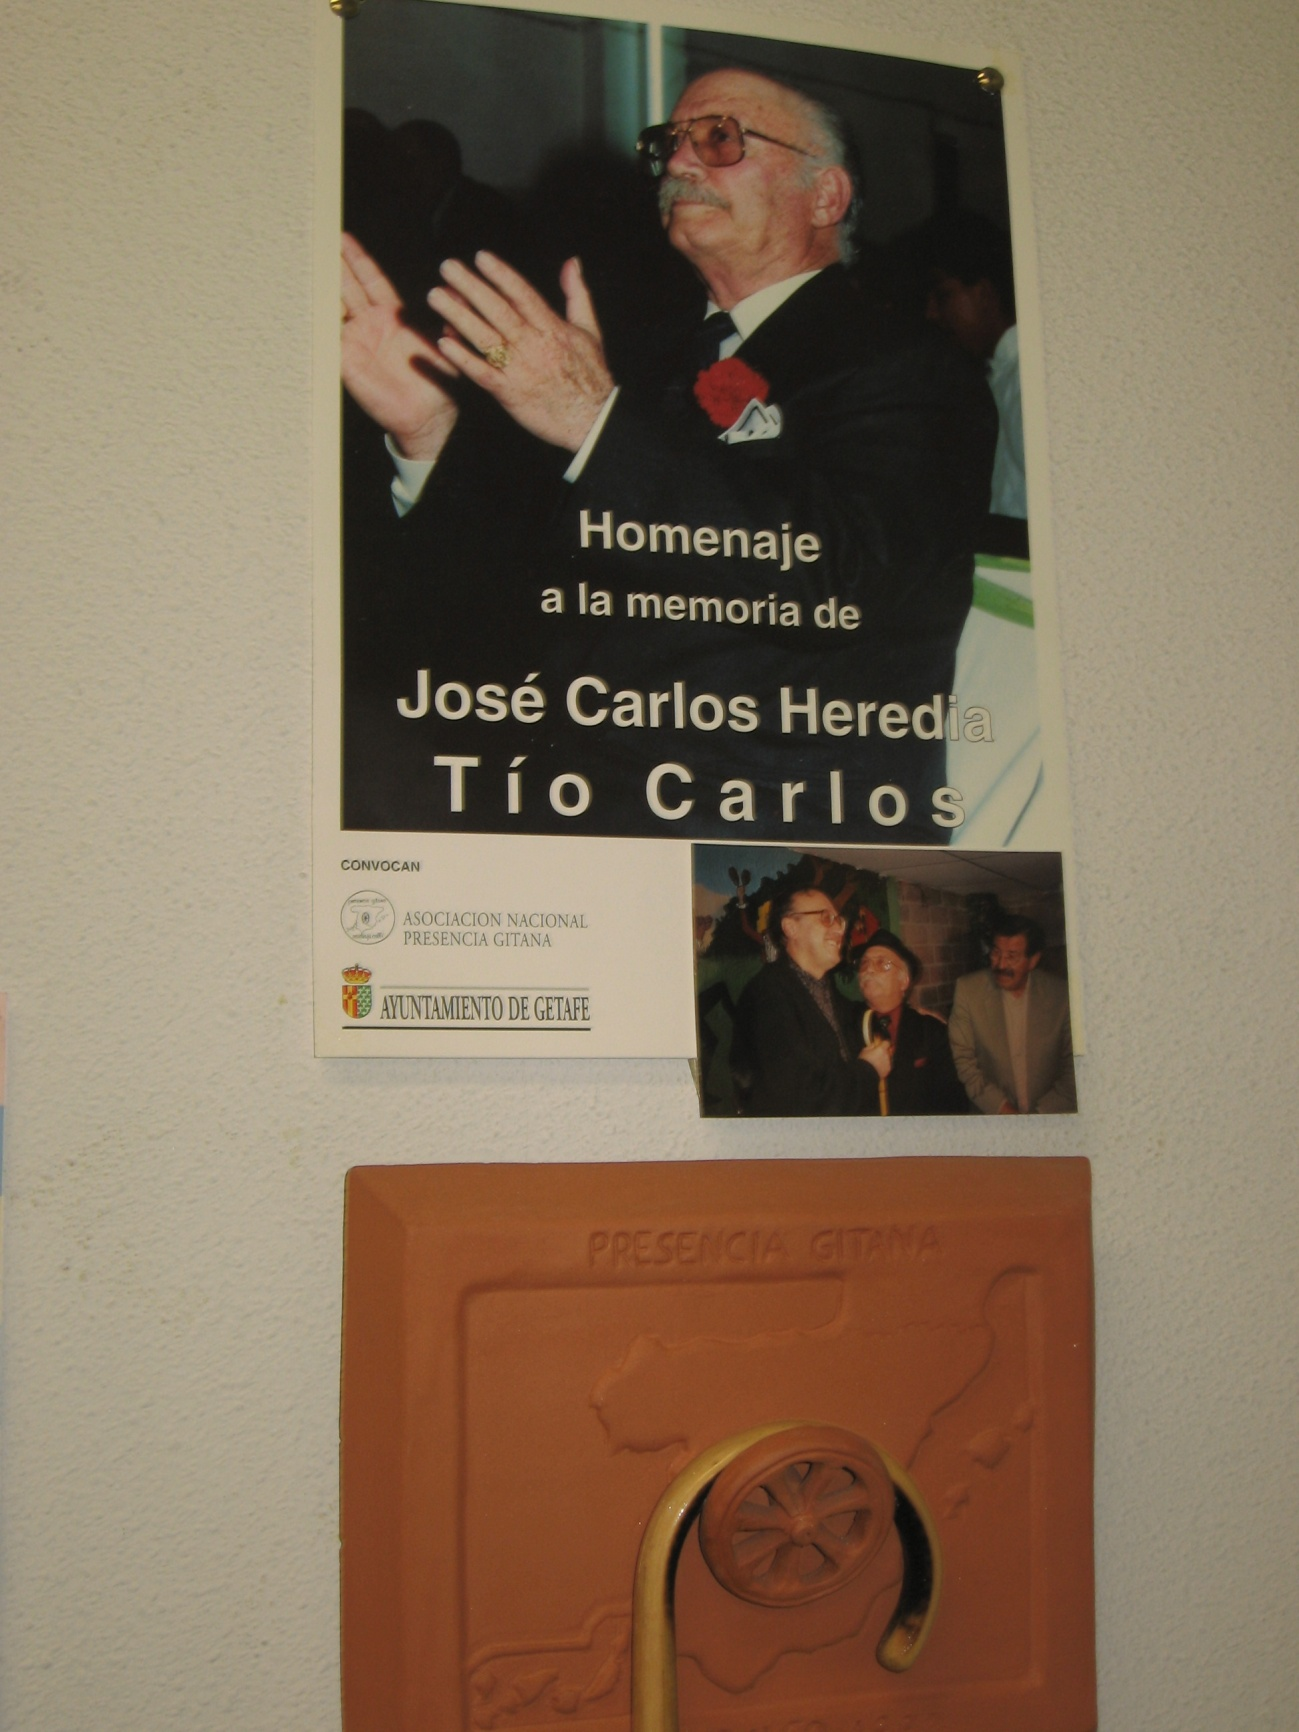 Homenaje
a la memoria de
José Carlos Heredia
Tío Carlos
CONVOCAN
ASOCIACION NACIONAL
PRESENCIA GITANA
AYUNTAMIENTO DE GETAFE
PRESENCIA GITANA